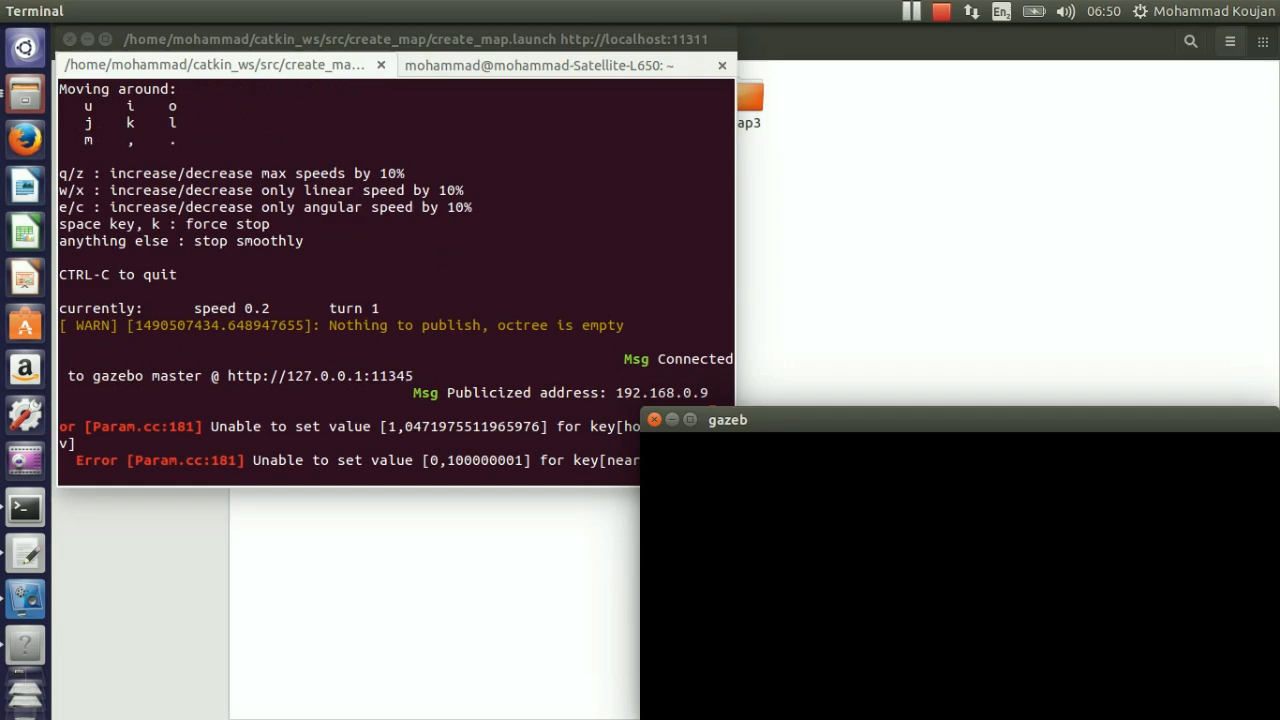 Terminal
En2
06:50
Mohammad Koujan
/home/mohammad/catkin_ws/src/create_map/create_map.launch http://localhost:11311
/home/mohammad/catkin_ws/src/create_ma...
mohammad@mohammad-Satellite-L650: ~
Moving around:
u i o
j k l
m , .
q/z : increase/decrease max speeds by 10%
w/x : increase/decrease only linear speed by 10%
e/c : increase/decrease only angular speed by 10%
space key, k : force stop
anything else : stop smoothly
CTRL-C to quit
currently: speed 0.2 turn 1
[ WARN] [1490507434.648947655]: Nothing to publish, octree is empty
Msg Connected
to gazebo master @ http://127.0.0.1:11345
Msg Publicized address: 192.168.0.9
or [Param.cc:181] Unable to set value [1,0471975511965976] for key[ho
v]
Error [Param.cc:181] Unable to set value [0,100000001] for key[near
ap3
gazeb